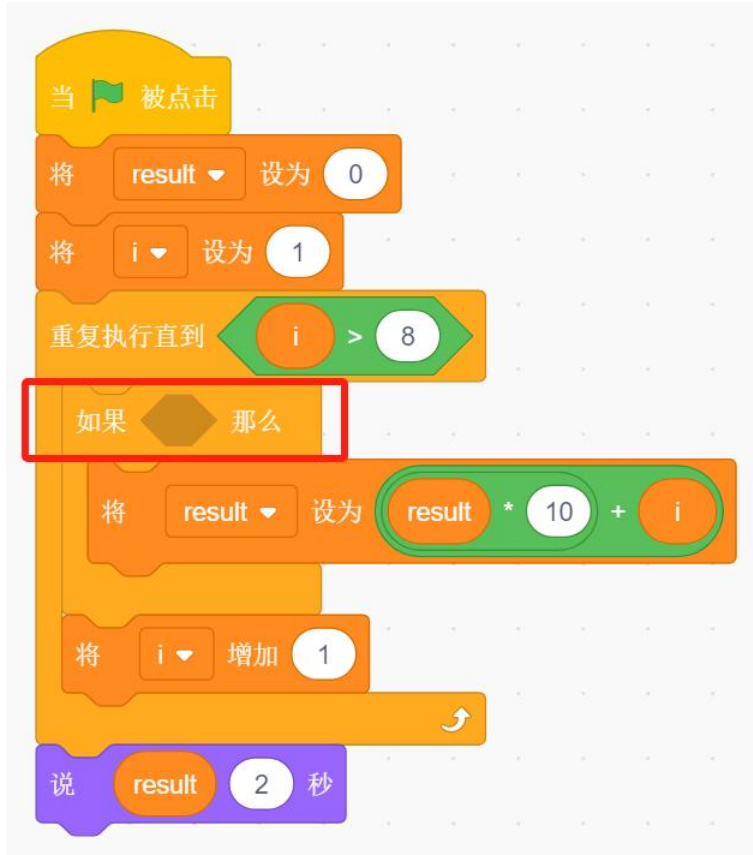 当 被点击
将 result 设为 0
将 i 设为 1
重复执行直到 i > 8
如果 那么
将 result 设为 result * 10 + i
将 i 增加 1
说 result 2 秒